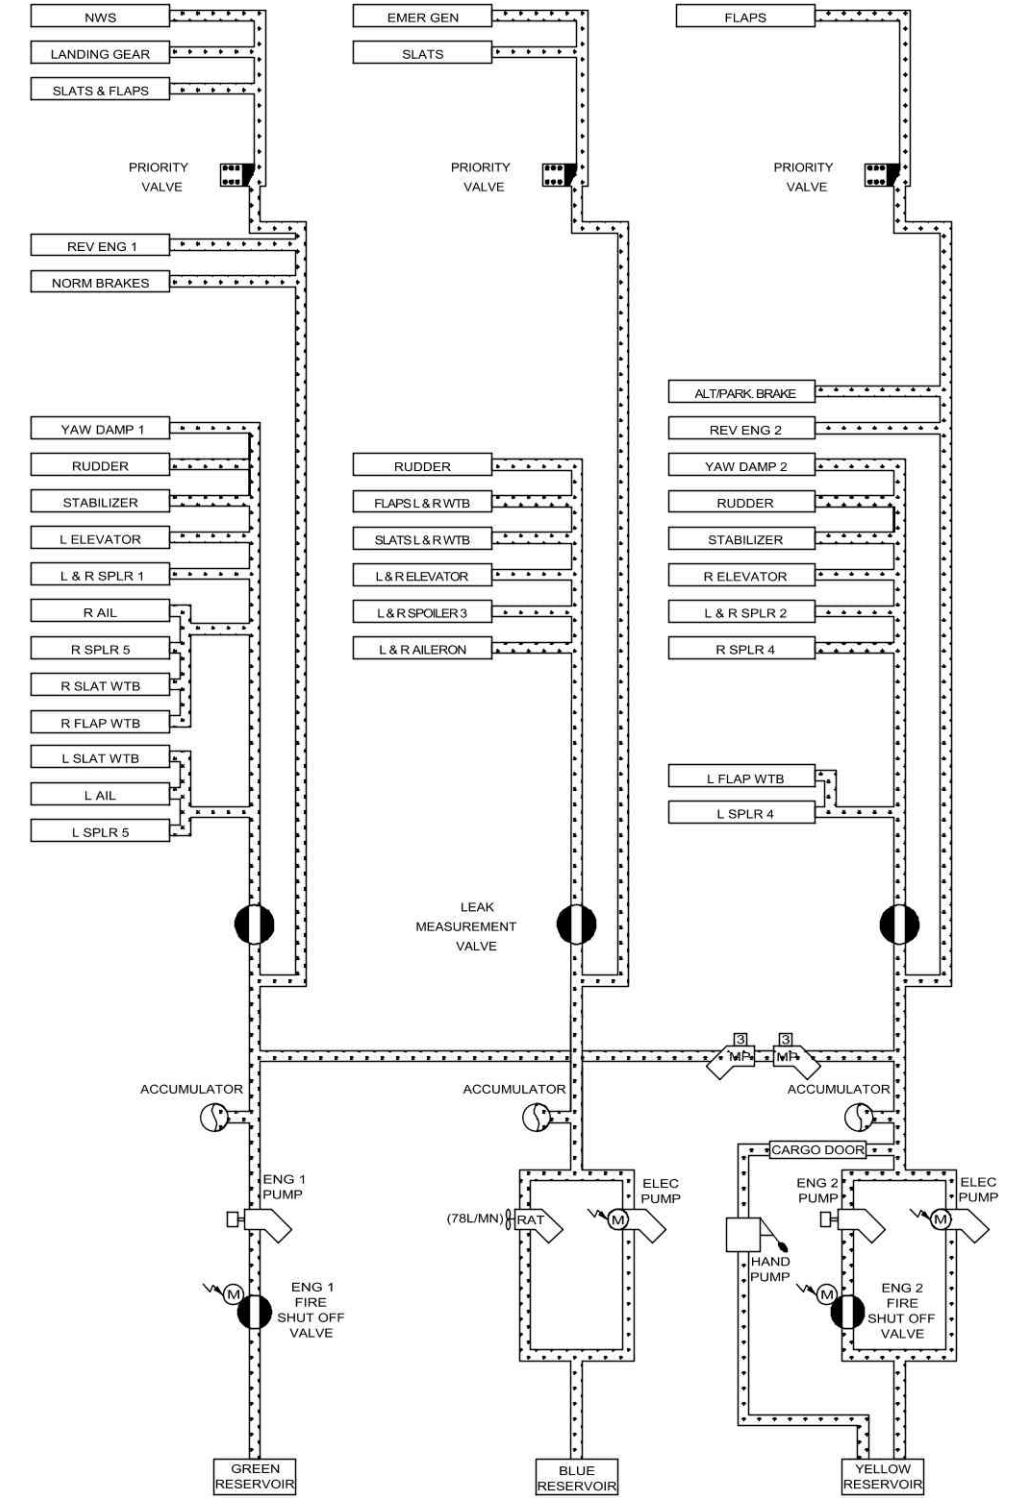 NWS
LANDING GEAR
SLATS & FLAPS
PRIORITY
VALVE
REV ENG 1
NORM BRAKES
YAW DAMP 1
RUDDER
STABILIZER
L ELEVATOR
L & R SPLR 1
R AIL
R SPLR 5
R SLAT WTB
R FLAP WTB
L SLAT WTB
L AIL
L SPLR 5
ACCUMULATOR
ENG 1
PUMP
M
ENG 1
FIRE
SHUT OFF
VALVE
GREEN
RESERVOIR
EMER GEN
SLATS
PRIORITY
VALVE
RUDDER
FLAPS L & R WTB
SLATS L & R WTB
L & R ELEVATOR
L & R SPOILER 3
L & R AILERON
LEAK
MEASUREMENT
VALVE
ACCUMULATOR
(78L/MN)
RAT
ELEC
PUMP
M
BLUE
RESERVOIR
FLAPS
PRIORITY
VALVE
ALT/PARK. BRAKE
REV ENG 2
YAW DAMP 2
RUDDER
STABILIZER
R ELEVATOR
L & R SPLR 2
R SPLR 4
L FLAP WTB
L SPLR 4
3
MP
3
MP
ACCUMULATOR
CARGO DOOR
ENG 2
PUMP
ELEC
PUMP
M
HAND
PUMP
M
ENG 2
FIRE
SHUT OFF
VALVE
YELLOW
RESERVOIR